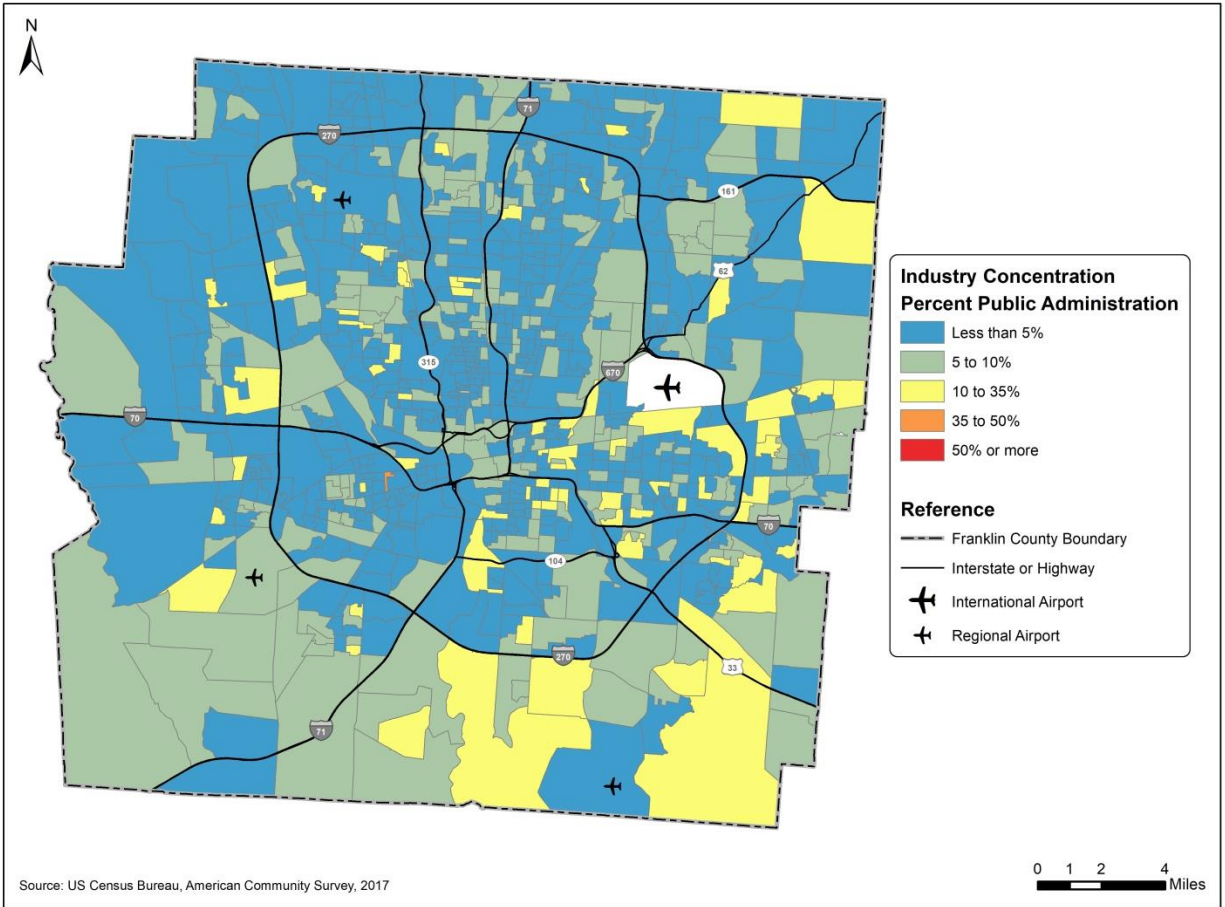 N
71
270
161
62
315
670
70
70
104
270
33
71
Industry Concentration
Percent Public Administration
Less than 5%
5 to 10%
10 to 35%
35 to 50%
50% or more
Reference
Franklin County Boundary
Interstate or Highway
International Airport
Regional Airport
Source: US Census Bureau, American Community Survey, 2017
0 1 2 4
Miles